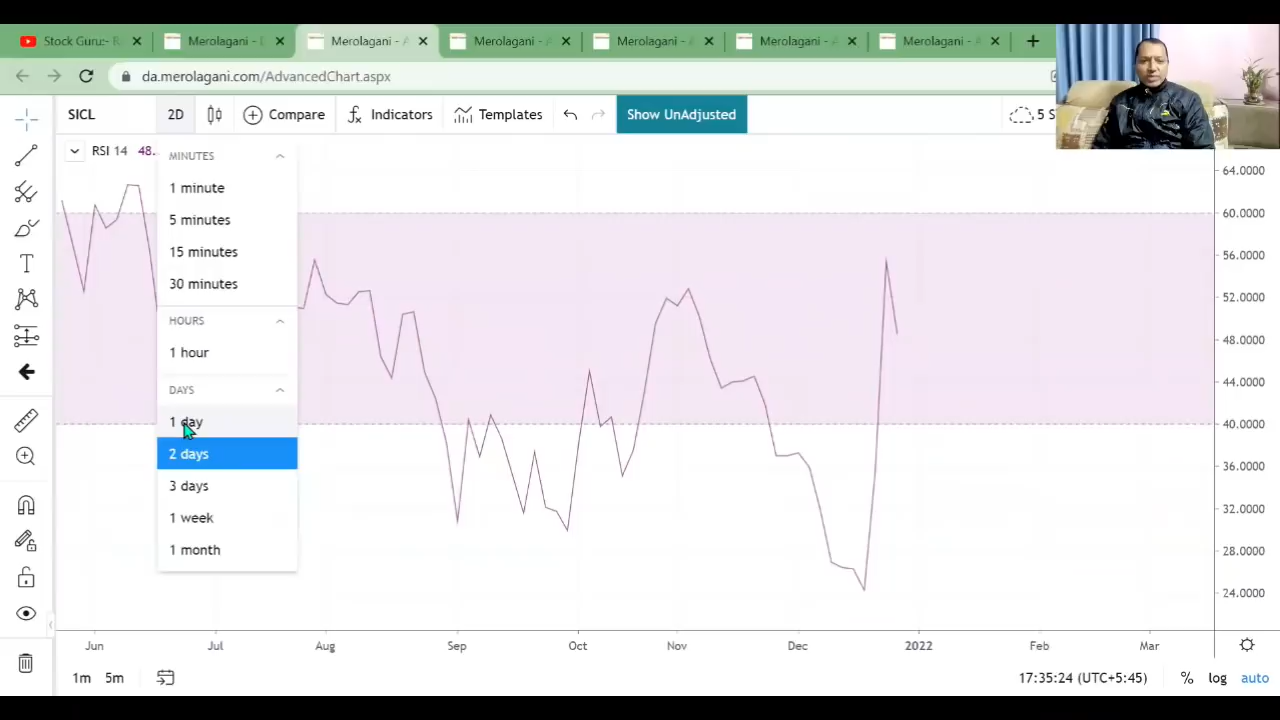 Stock Guru:- R
Merolagani -
Merolagani - A
Merolagani - A
Merolagani - A
Merolagani - A
Merolagani - A
da.merolagani.com/AdvancedChart.aspx
SICL
2D
Compare
Indicators
Templates
Show UnAdjusted
5 S
RSI 14
48.
MINUTES
1 minute
5 minutes
15 minutes
30 minutes
HOURS
1 hour
DAYS
1 day
2 days
3 days
1 week
1 month
64.0000
60.0000
56.0000
52.0000
48.0000
44.0000
40.0000
36.0000
32.0000
28.0000
24.0000
Jun
Jul
Aug
Sep
Oct
Nov
Dec
2022
Feb
Mar
1m
5m
17:35:24 (UTC+5:45)
%
log
auto